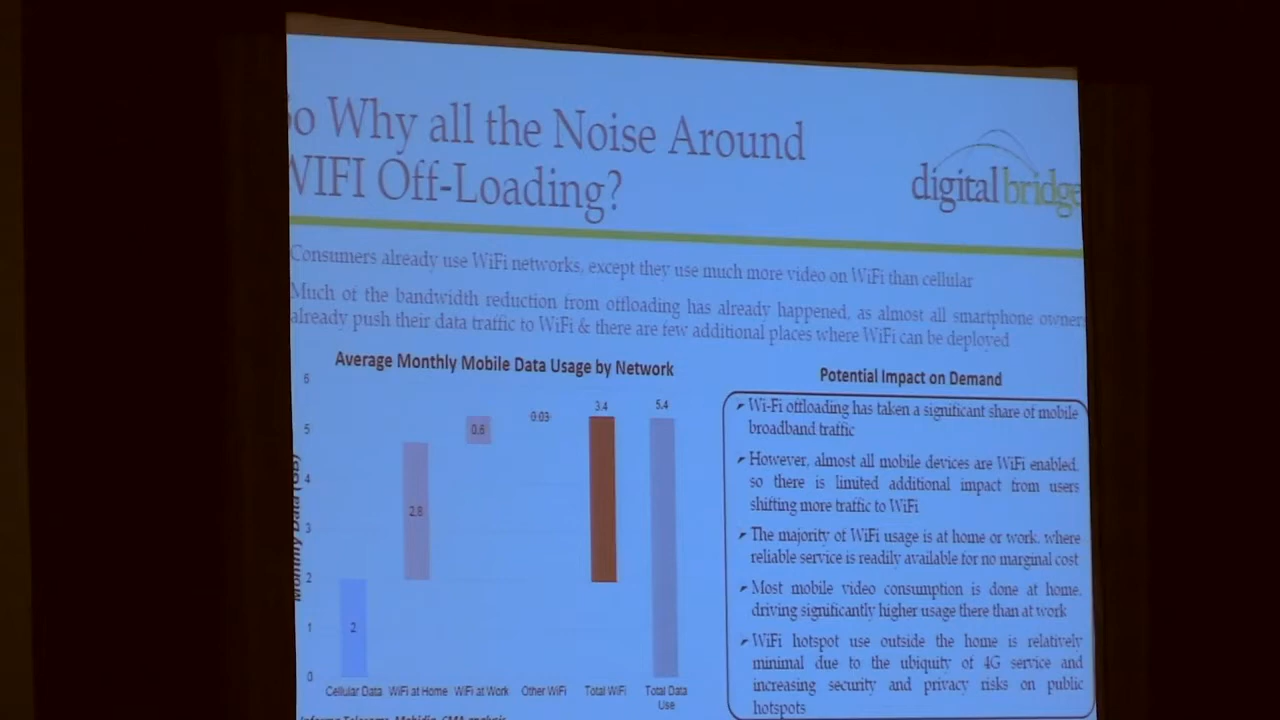 So Why all the Noise Around
WIFI Off-Loading?
digitalbridge
Consumers already use WiFi networks, except they use much more video on WiFi than cellular
Much of the bandwidth reduction from offloading has already happened, as almost all smartphone owner
already push their data traffic to WiFi & there are few additional places where WiFi can be deployed
Average Monthly Mobile Data Usage by Network
6
5
4
3
2
1
0
Monthly Data (GB)
2
2.8
0.6
0.03
3.4
5.4
Cellular Data
WiFi at Home
WiFi at Work
Other WiFi
Total WiFi
Total Data
Use
Potential Impact on Demand
➤ Wi-Fi offloading has taken a significant share of mobile
broadband traffic
➤ However, almost all mobile devices are WiFi enabled,
so there is limited additional impact from users
shifting more traffic to WiFi
➤ The majority of WiFi usage is at home or work, where
reliable service is readily available for no marginal cost
➤ Most mobile video consumption is done at home,
driving significantly higher usage there than at work
➤ WiFi hotspot use outside the home is relatively
minimal due to the ubiquity of 4G service and
increasing security and privacy risks on public
hotspots